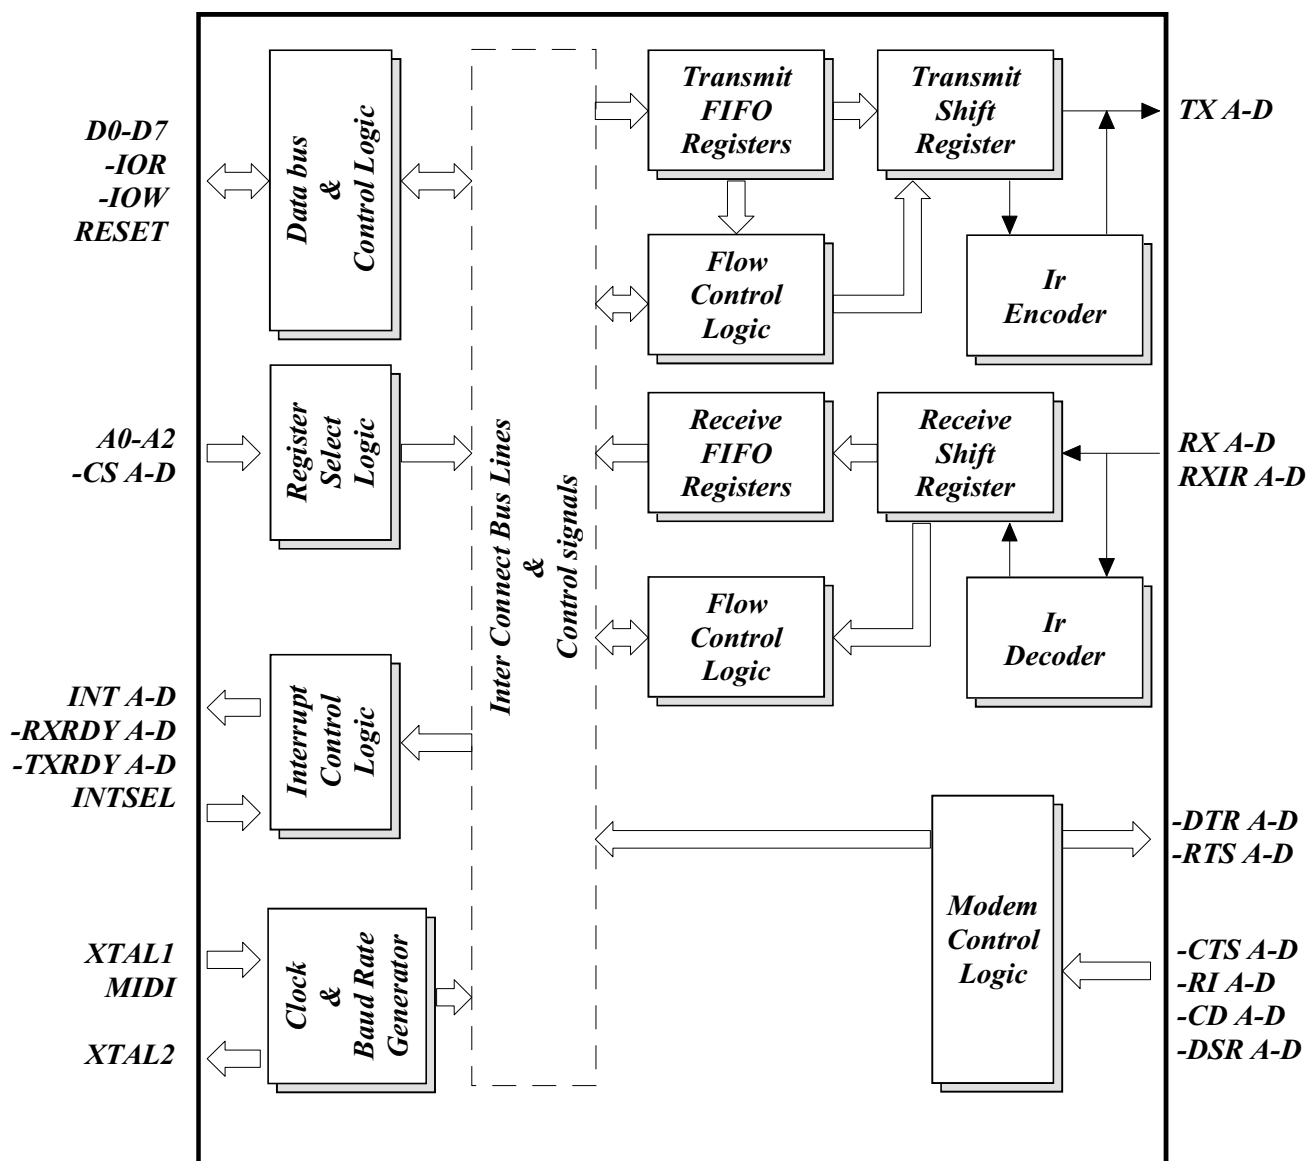 D0-D7
-IOR
-IOW
RESET
Data bus
&
Control Logic
A0-A2
-CS A-D
Register
Select
Logic
INT A-D
-RXRDY A-D
-TXRDY A-D
INTSEL
Interrupt
Control
Logic
XTAL1
MIDI
XTAL2
Clock
&
Baud Rate
Generator
Inter Connect Bus Lines
&
Control signals
Transmit
FIFO
Registers
Transmit
Shift
Register
TX A-D
Flow
Control
Logic
Ir
Encoder
Receive
FIFO
Registers
Receive
Shift
Register
RX A-D
RXIR A-D
Flow
Control
Logic
Ir
Decoder
Modem
Control
Logic
-DTR A-D
-RTS A-D
-CTS A-D
-RI A-D
-CD A-D
-DSR A-D